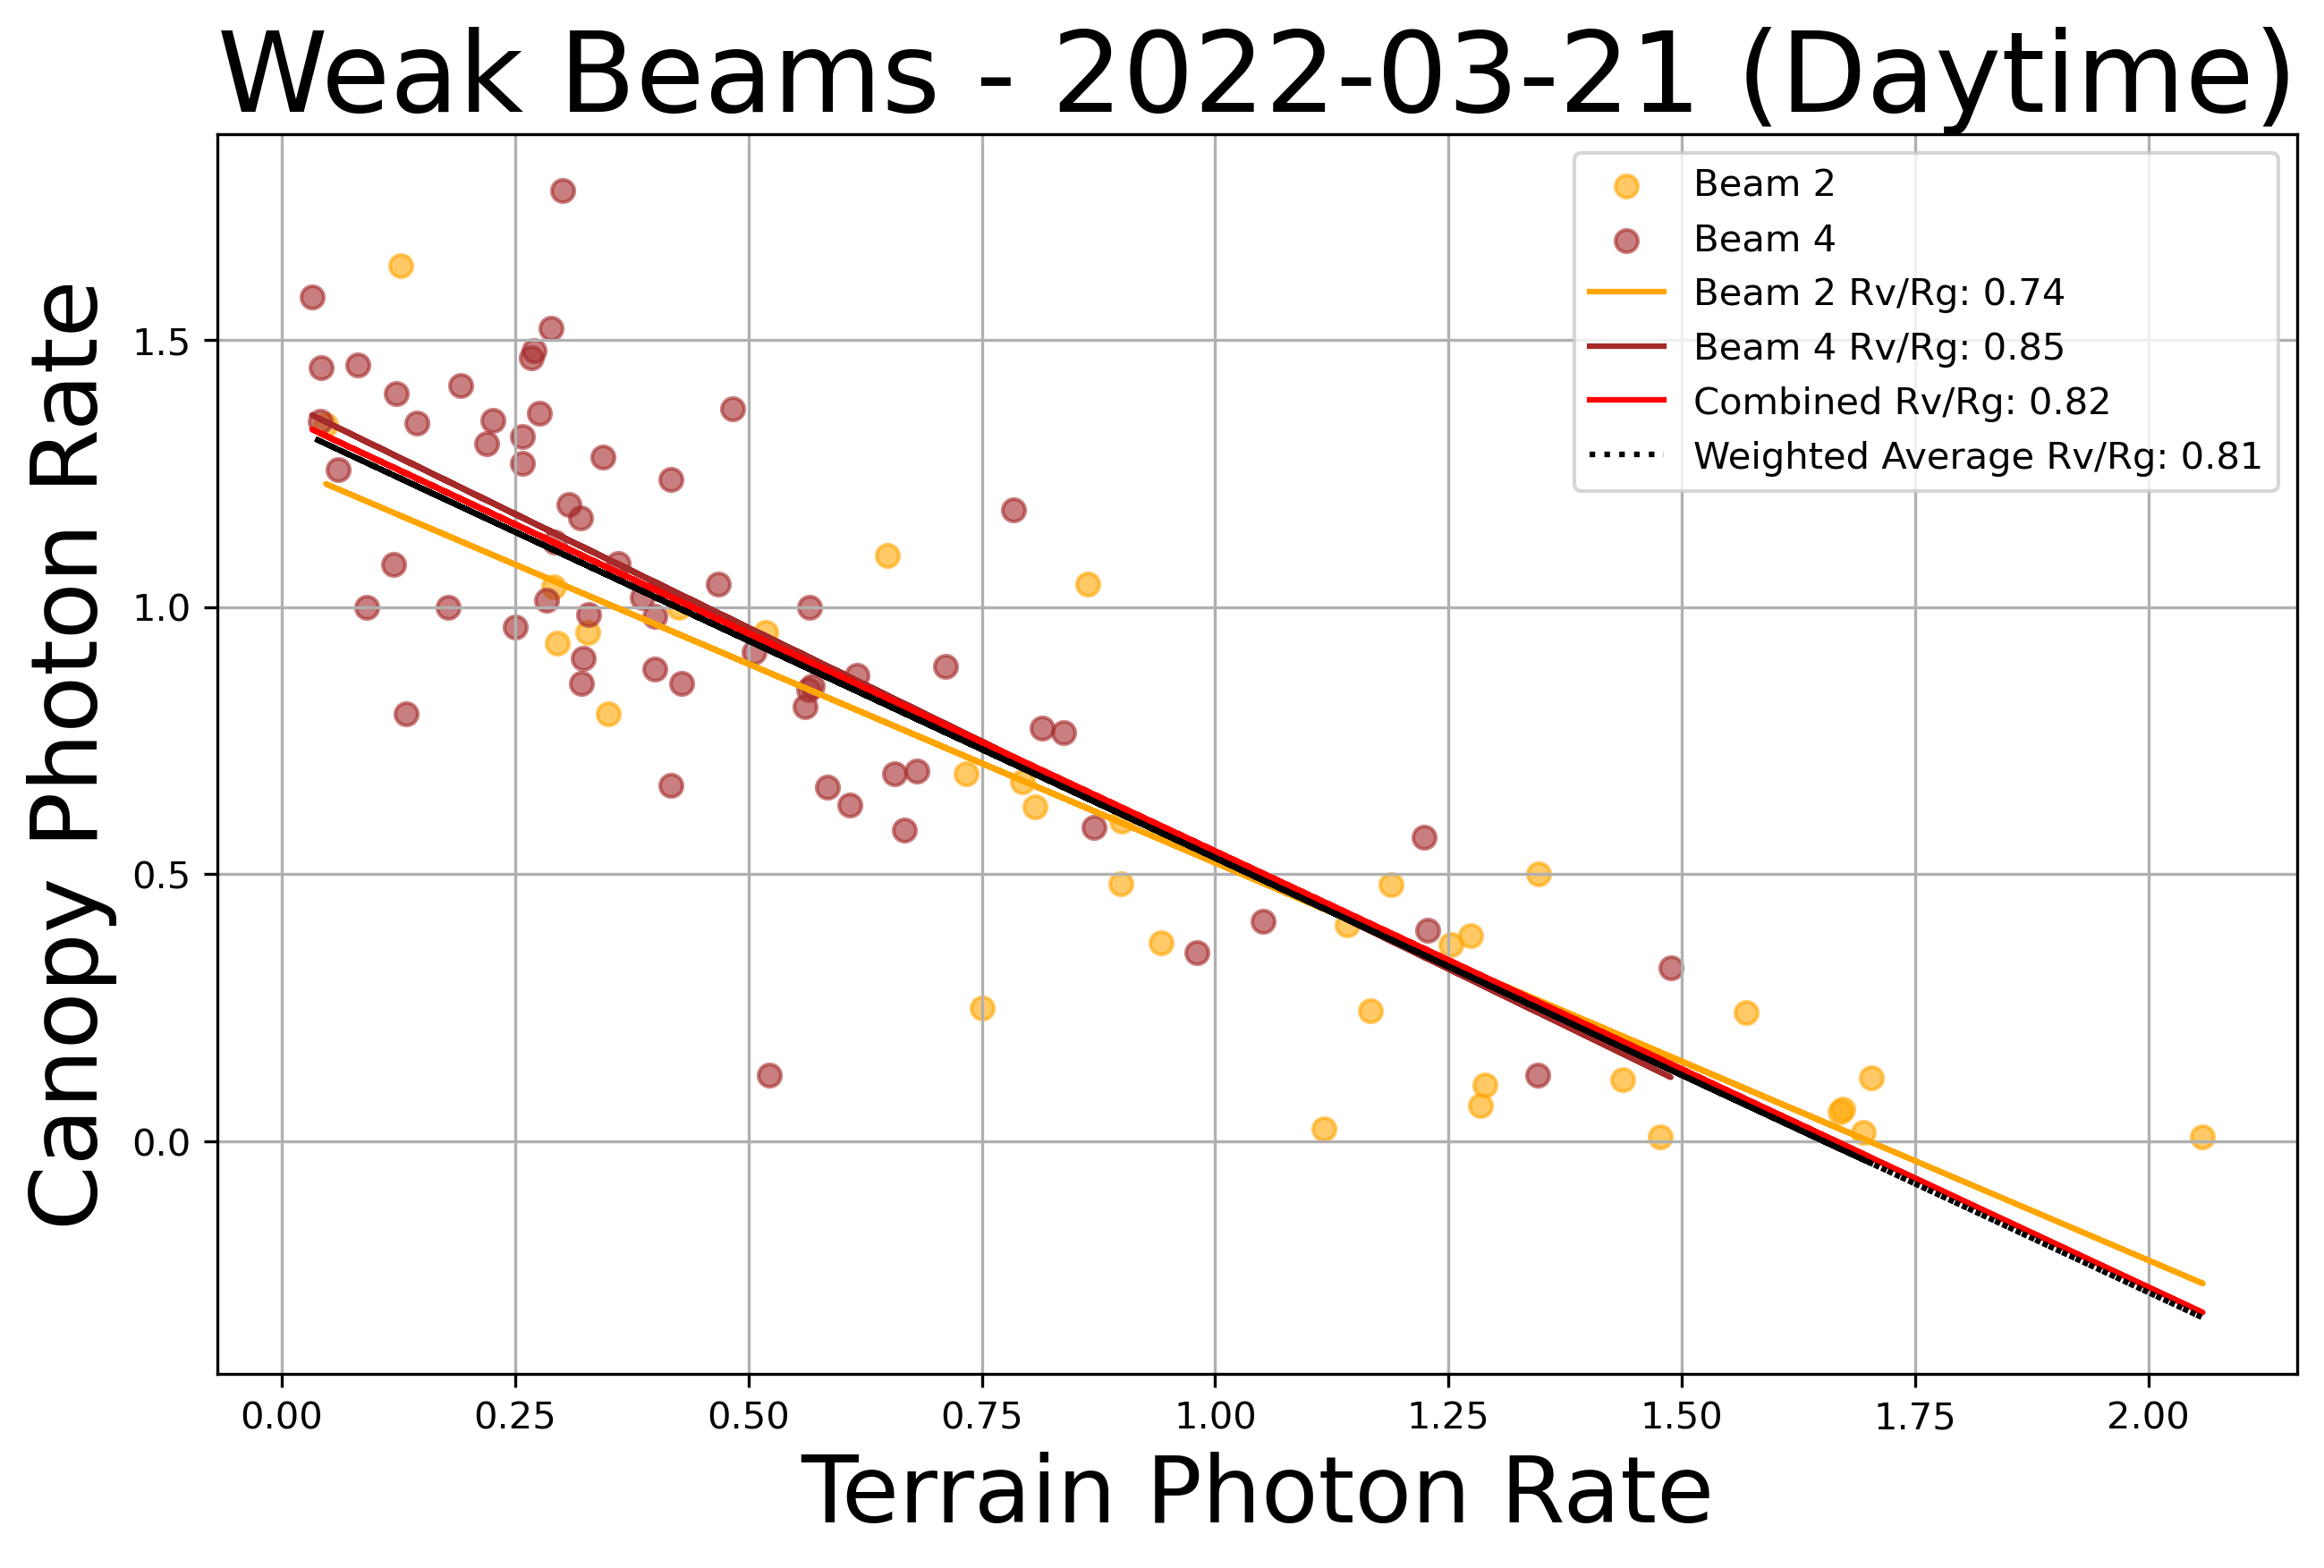 Weak Beams - 2022-03-21 (Daytime)
Beam 2
Beam 4
Beam 2 Rv/Rg: 0.74
Beam 4 Rv/Rg: 0.85
Combined Rv/Rg: 0.82
Weighted Average Rv/Rg: 0.81
Canopy Photon Rate
1.5
1.0
0.5
0.0
0.00 0.25 0.50 0.75 1.00 1.25 1.50 1.75 2.00
Terrain Photon Rate